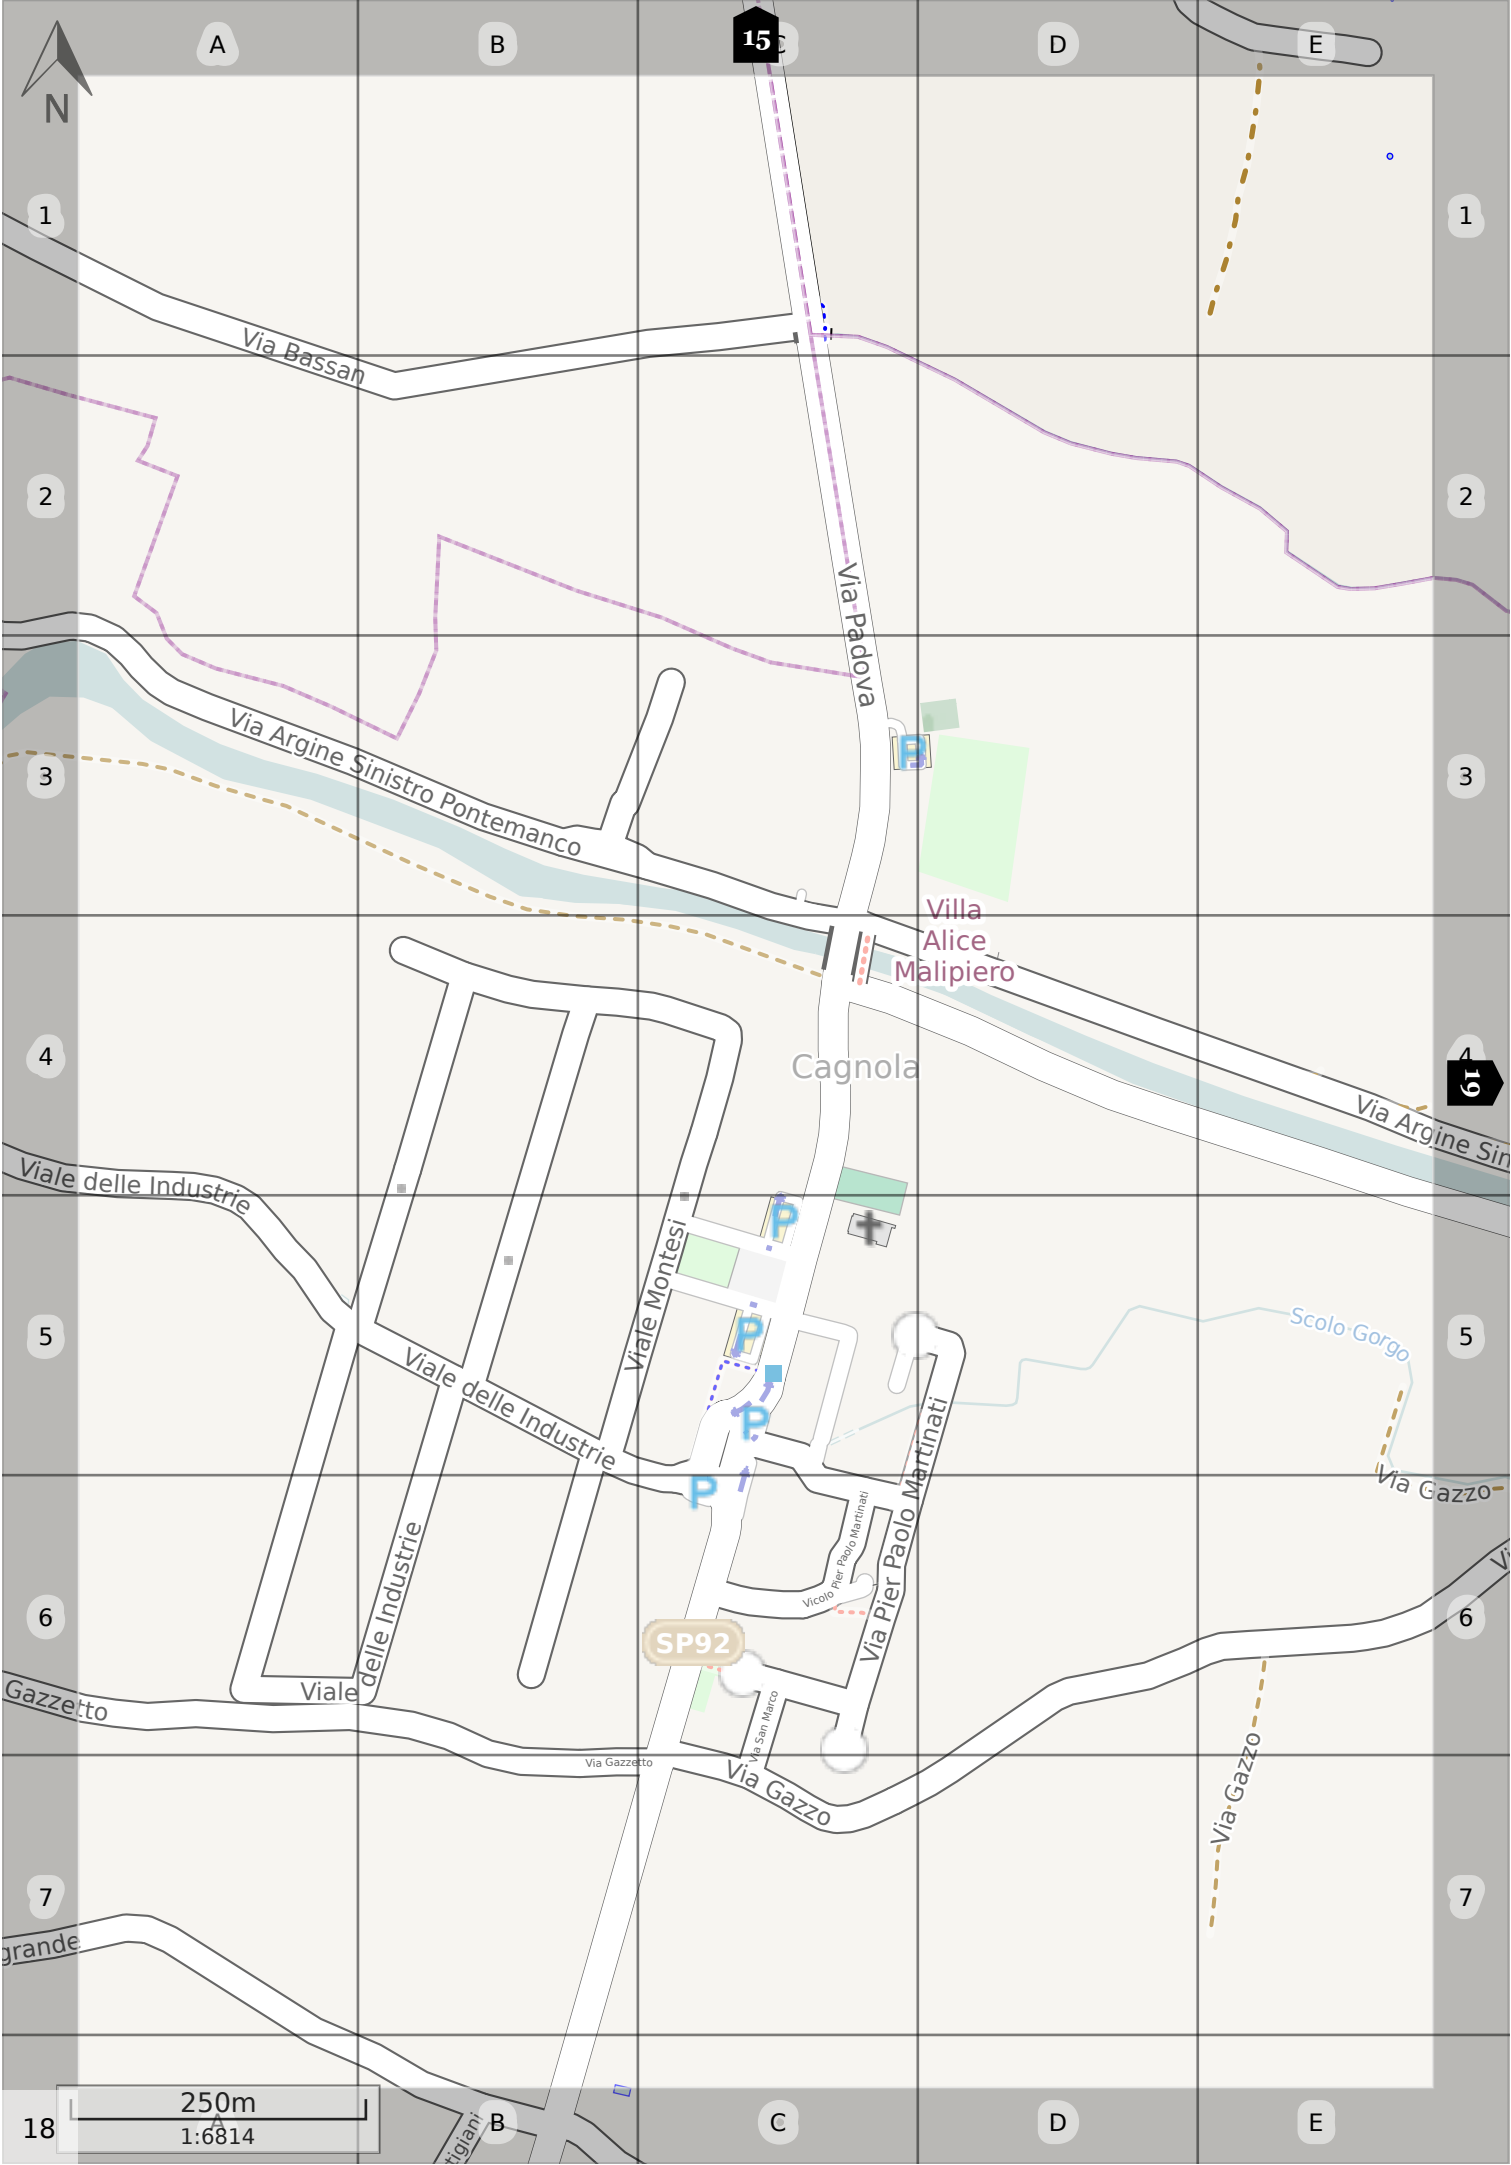 A
B
15
C
D
E
N
1
1
Via Bassan
2
2
Via Padova
Via Argine Sinistro Pontemanco
3
P
3
Villa
Alice
Malipiero
Cagnola
4
4
19
Via Argine Sin
Viale delle Industrie
P
Viale Montesi
Scolo Gorgo
5
P
5
Viale delle Industrie
P
Via Pier Paolo Martinati
Via Gazzo
P
Vicolo Pier Paolo Martinati
Viale delle Industrie
6
SP92
6
Vi
Gazzetto
Viale
Via San Marco
Via Gazzetto
Via Gazzo
Via Gazzo
7
7
grande
250m
1:6814
18
A
B
C
D
E
tigiani